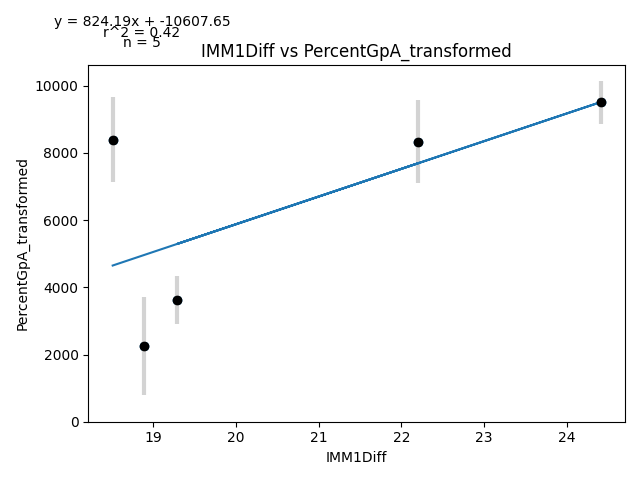 y = 824.19x + -10607.65
r^2 = 0.42
n = 5
IMM1Diff vs PercentGpA_transformed
10000
8000
6000
4000
2000
0
PercentGpA_transformed
19 20 21 22 23 24
IMM1Diff